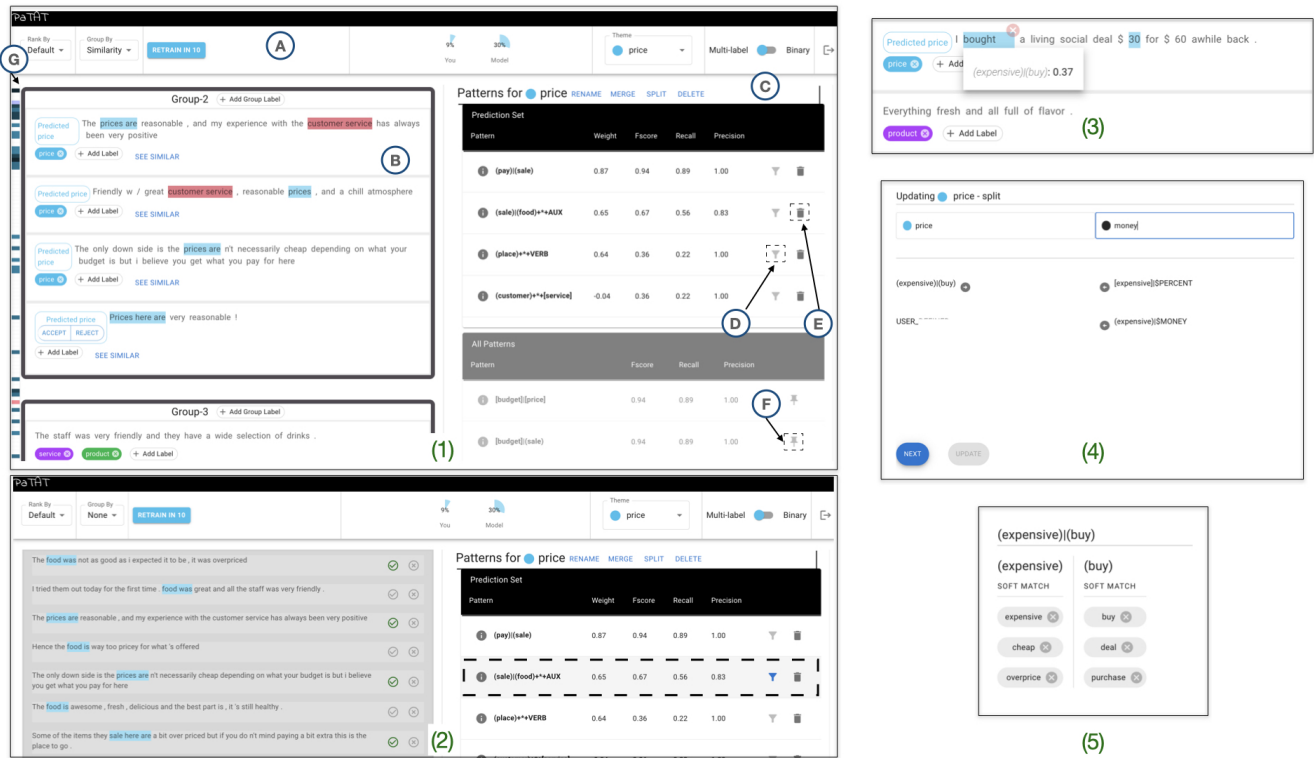 PaTAT
Rank By
Default
Group By
Similarity
RETRAIN IN 10
A
9%
You
30%
Model
Theme
price
Multi-label
Binary
G
Group-2
+ Add Group Label
Predicted price
The prices are reasonable , and my experience with the customer service has always
been very positive
price
+ Add Label
SEE SIMILAR
B
Predicted price
Friendly w / great customer service , reasonable prices , and a chill atmosphere
price
+ Add Label
SEE SIMILAR
Predicted price
The only down side is the prices are n't necessarily cheap depending on what your
budget is but i believe you get what you pay for here
price
+ Add Label
SEE SIMILAR
Predicted price
ACCEPT REJECT
Prices here are very reasonable !
+ Add Label
SEE SIMILAR
Group-3
+ Add Group Label
The staff was very friendly and they have a wide selection of drinks .
service
product
+ Add Label
(1)
Patterns for price RENAME MERGE SPLIT DELETE
C
Prediction Set
Pattern Weight Fscore Recall Precision
(pay)|(sale) 0.87 0.94 0.89 1.00
(sale)|(food)+*+AUX 0.65 0.67 0.56 0.83
(place)+*+VERB 0.64 0.36 0.22 1.00
(customer)+*+[service] -0.04 0.36 0.22 1.00
D
E
All Patterns
Pattern Fscore Recall Precision
[budget]|[price] 0.94 0.89 1.00
F
[budget]|(sale) 0.94 0.89 1.00
PaTAT
Rank By
Default
Group By
None
RETRAIN IN 10
9%
You
30%
Model
Theme
price
Multi-label
Binary
The food was not as good as i expected it to be , it was overpriced
I tried them out today for the first time . food was great and all the staff was very friendly .
The prices are reasonable , and my experience with the customer service has always been very positive
Hence the food is way too pricey for what 's offered
The only down side is the prices are n't necessarily cheap depending on what your budget is but i believe
you get what you pay for here
The food is awesome , fresh , delicious and the best part is , it 's still healthy .
Some of the items they sale here are a bit over priced but if you do n't mind paying a bit extra this is the
place to go .
(2)
Patterns for price RENAME MERGE SPLIT DELETE
Prediction Set
Pattern Weight Fscore Recall Precision
(pay)|(sale) 0.87 0.94 0.89 1.00
(sale)|(food)+*+AUX 0.65 0.67 0.56 0.83
(place)+*+VERB 0.64 0.36 0.22 1.00
Predicted price
I bought a living social deal $ 30 for $ 60 awhile back .
price
+ Add
(expensive)|(buy): 0.37
Everything fresh and all full of flavor .
product
+ Add Label
(3)
Updating price - split
price
money
(expensive)|(buy)
[expensive]|$PERCENT
USER_
(expensive)|$MONEY
NEXT
UPDATE
(4)
(expensive)|(buy)
(expensive) (buy)
SOFT MATCH SOFT MATCH
expensive buy
cheap deal
overprice purchase
(5)